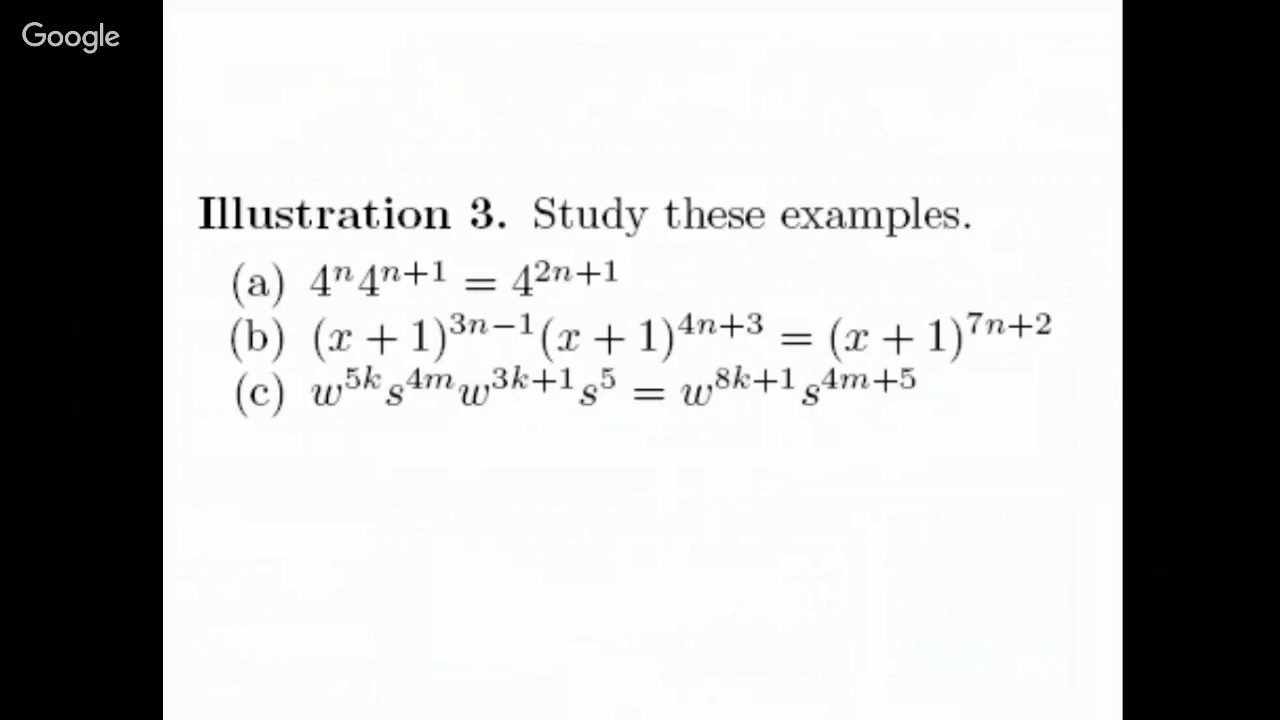 Google
Illustration 3. Study these examples.
(a) 4^n 4^{n+1} = 4^{2n+1}
(b) (x + 1)^{3n−1}(x + 1)^{4n+3} = (x + 1)^{7n+2}
(c) w^{5k} s^{4m} w^{3k+1} s^5 = w^{8k+1} s^{4m+5}